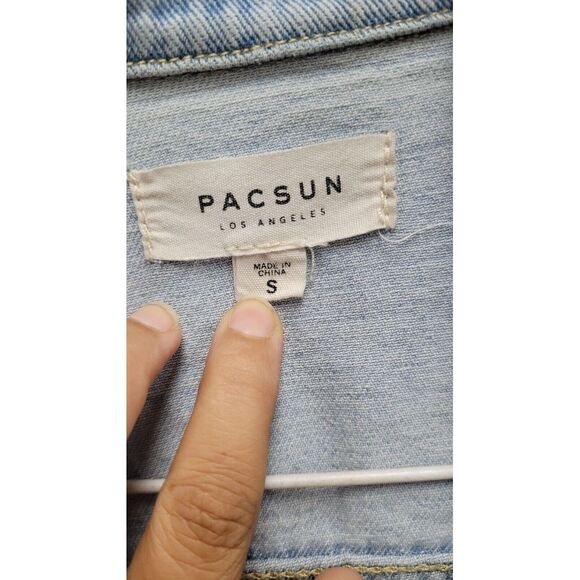 PACSUN
LOS ANGELES
MADE IN
CHINA
S